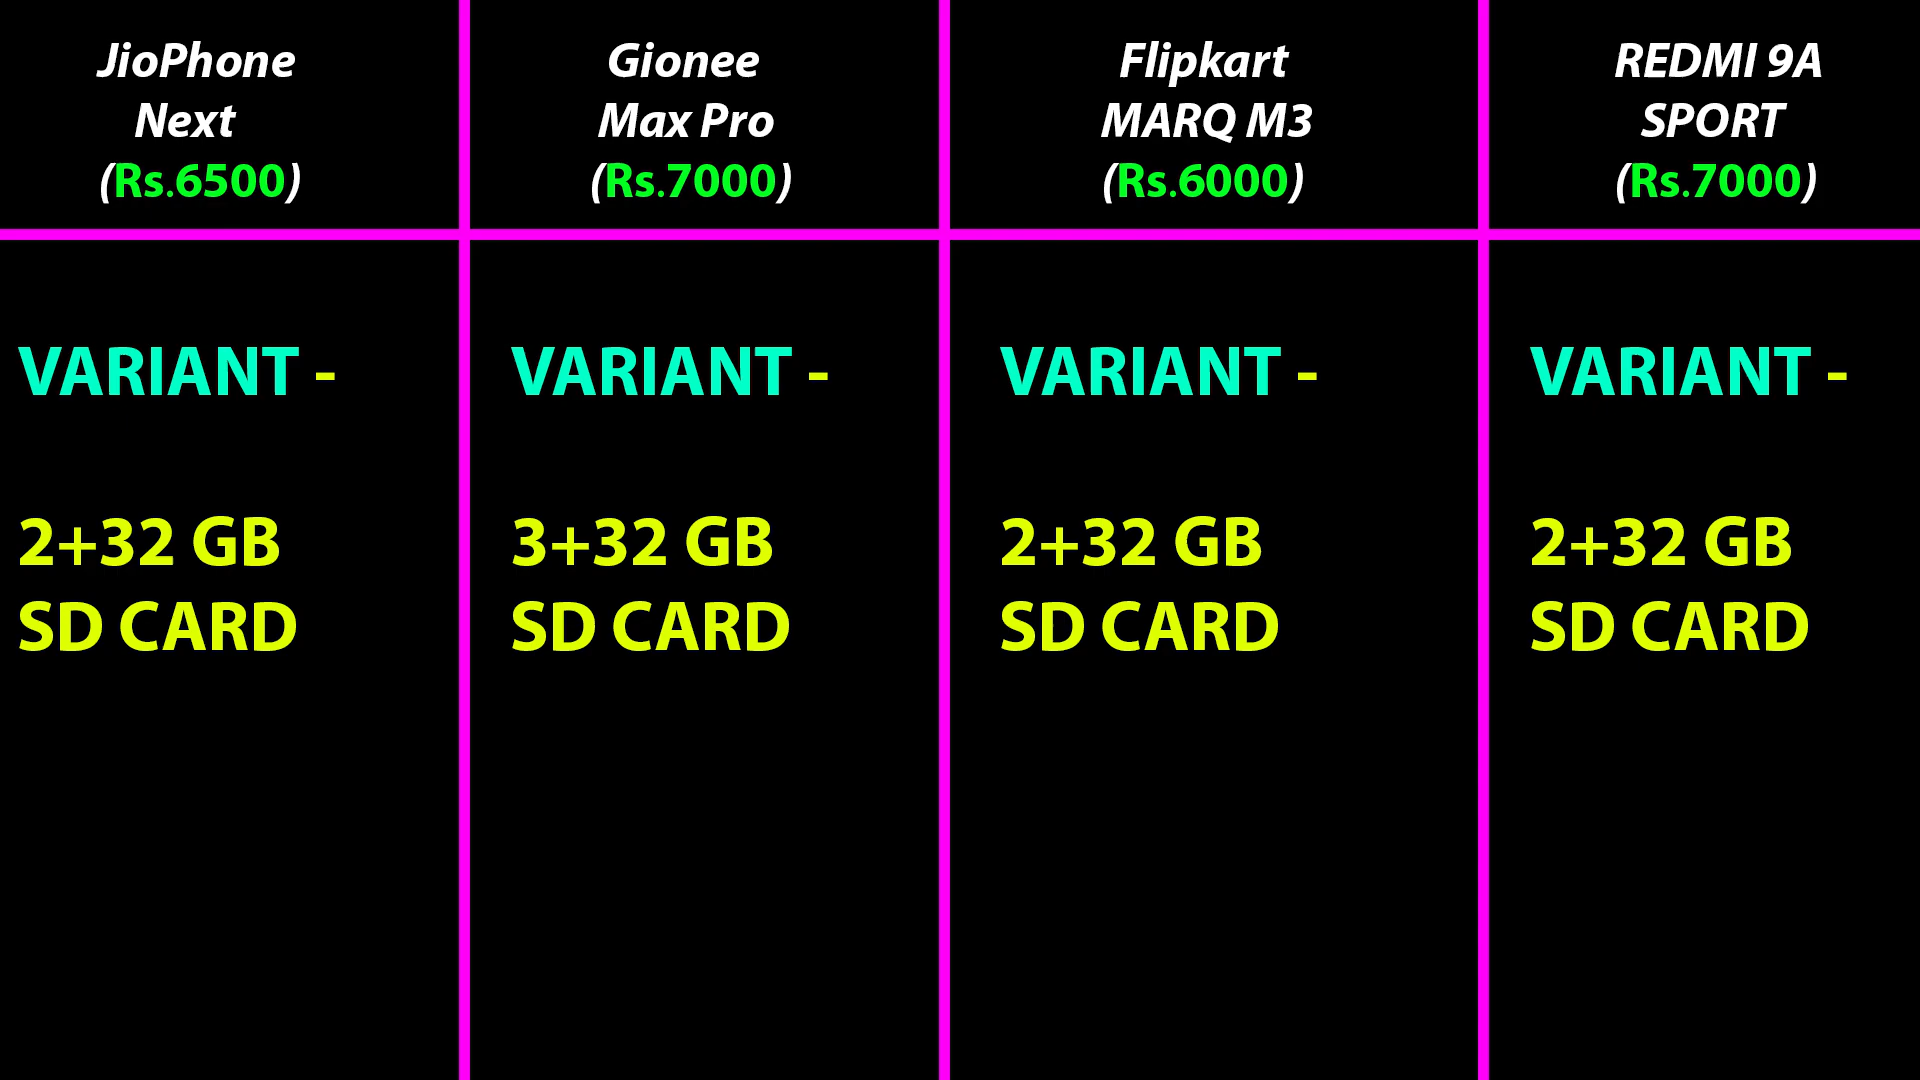 JioPhone
Next
(Rs.6500)
Gionee
Max Pro
(Rs.7000)
Flipkart
MARQ M3
(Rs.6000)
REDMI 9A
SPORT
(Rs.7000)
VARIANT -
2+32 GB
SD CARD
VARIANT -
3+32 GB
SD CARD
VARIANT -
2+32 GB
SD CARD
VARIANT -
2+32 GB
SD CARD